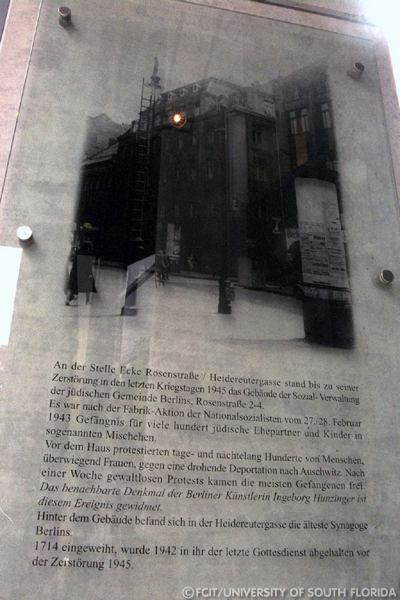 An der Stelle Ecke Rosenstraße / Heidereutergasse stand bis zu seiner
Zerstörung in den letzten Kriegstagen 1945 das Gebäude der Sozial-Verwaltung
der jüdischen Gemeinde Berlins, Rosenstraße 2-4.
Es war nach der Fabrik-Aktion der Nationalsozialisten vom 27./28. Februar
1943 Gefängnis für viele hundert jüdische Ehepartner und Kinder in
sogenannten Mischehen.
Vor dem Haus protestierten tage- und nächtelang Hunderte von Menschen,
überwiegend Frauen, gegen eine drohende Deportation nach Auschwitz. Nach
einer Woche gewaltlosen Protests kamen die meisten Gefangenen frei.
Das benachbarte Denkmal der Berliner Künstlerin Ingeborg Hunzinger ist
diesem Ereignis gewidmet.
Hinter dem Gebäude befand sich in der Heidereutergasse die älteste Synagoge
Berlins.
1714 eingeweiht, wurde 1942 in ihr der letzte Gottesdienst abgehalten vor
der Zerstörung 1945.
©FCIT/UNIVERSITY OF SOUTH FLORIDA